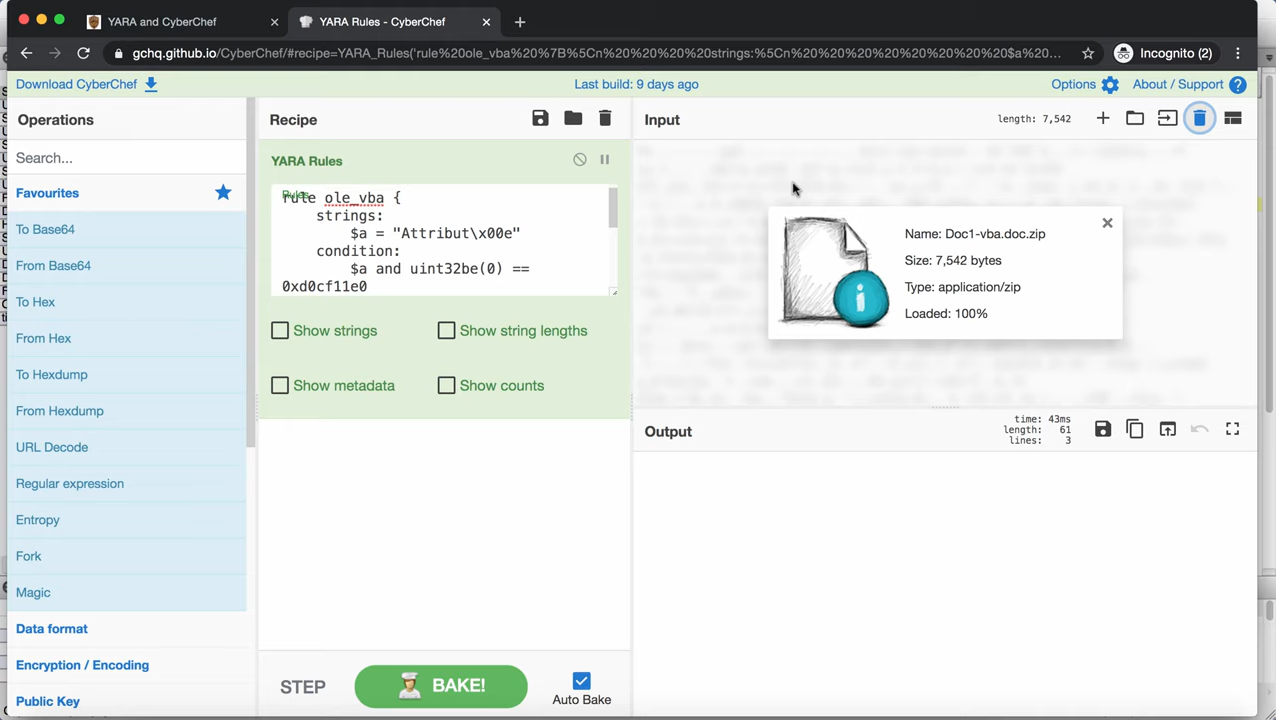 YARA and CyberChef
YARA Rules - CyberChef
gchq.github.io/CyberChef/#recipe=YARA_Rules('rule%20ole_vba%20%7B%5Cn%20%20%20%20strings:%5Cn%20%20%20%20%20%20%20%20$a%20...
Incognito (2)
Download CyberChef
Last build: 9 days ago
Options
About / Support
Operations
Search...
Favourites
To Base64
From Base64
To Hex
From Hex
To Hexdump
From Hexdump
URL Decode
Regular expression
Entropy
Fork
Magic
Data format
Encryption / Encoding
Public Key
Recipe
YARA Rules
Rules
rule ole_vba {
strings:
$a = "Attribut\x00e"
condition:
$a and uint32be(0) ==
0xd0cf11e0
Show strings
Show string lengths
Show metadata
Show counts
STEP
BAKE!
Auto Bake
Input
length: 7,542
Name: Doc1-vba.doc.zip
Size: 7,542 bytes
Type: application/zip
Loaded: 100%
Output
time: 43ms
length: 61
lines: 3